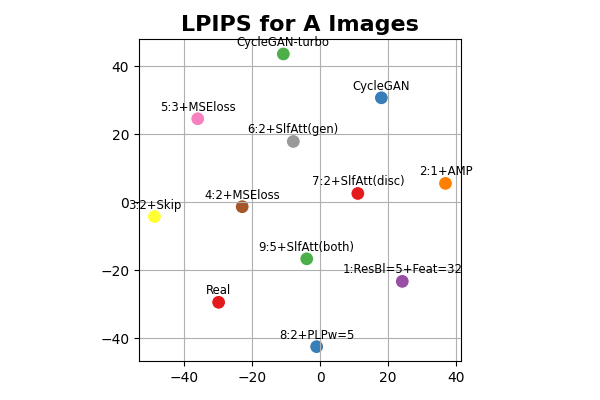 LPIPS for A Images
CycleGAN-turbo
CycleGAN
5:3+MSEloss
6:2+SlfAtt(gen)
2:1+AMP
7:2+SlfAtt(disc)
4:2+MSEloss
3:2+Skip
9:5+SlfAtt(both)
1:ResBl=5+Feat=32
Real
8:2+PLPw=5
40
20
0
−20
−40
−40 −20 0 20 40